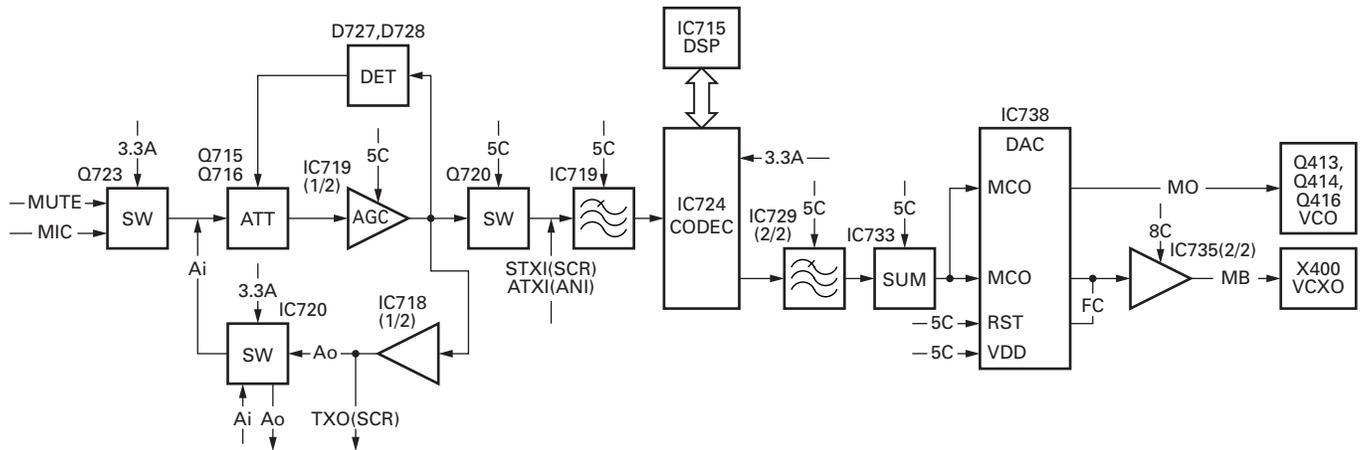 D727,D728
DET
IC715
DSP
3.3A
Q723
MUTE
MIC
SW
Q715
Q716
ATT
IC719
(1/2)
5C
AGC
Q720
5C
SW
IC719
5C
STXI(SCR)
ATXI(ANI)
IC724
CODEC
3.3A
IC729
(2/2)
5C
IC733
5C
SUM
IC738
DAC
MCO
MCO
RST
VDD
5C
5C
MO
FC
8C
IC735(2/2)
MB
Q413,
Q414,
Q416
VCO
X400
VCXO
Ai
3.3A
IC720
SW
Ao
IC718
(1/2)
Ai
Ao
TXO(SCR)